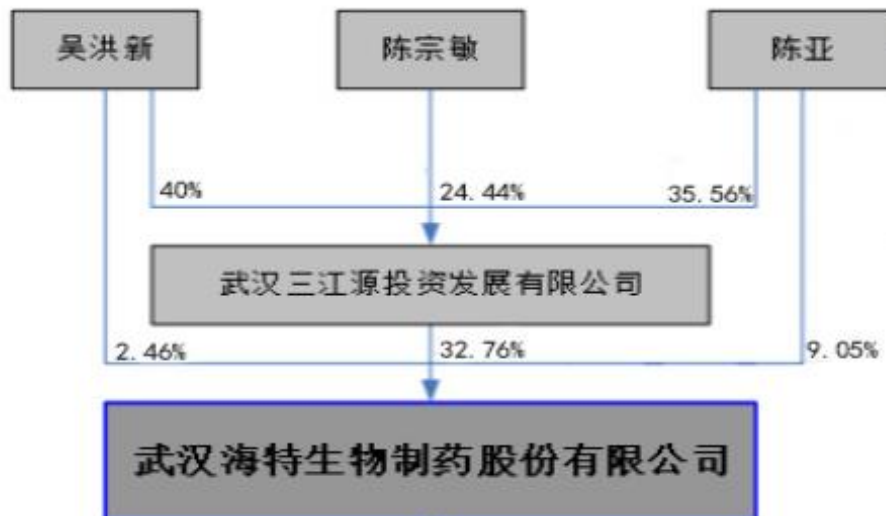 吴洪新
陈宗敏
陈亚
40%
24.44%
35.56%
武汉三江源投资发展有限公司
2.46%
32.76%
9.05%
武汉海特生物制药股份有限公司